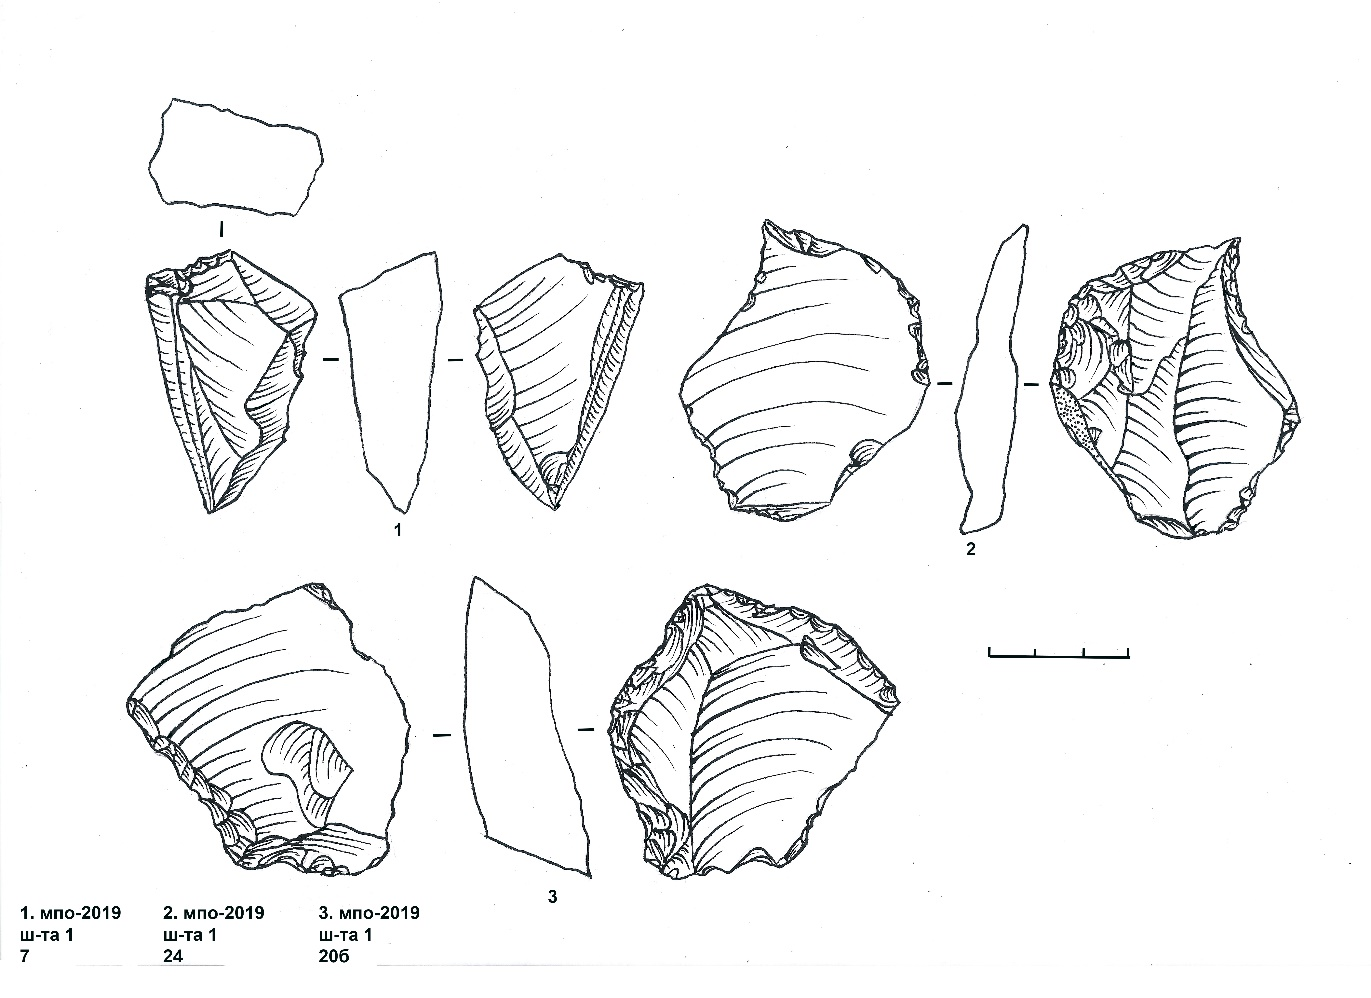 1
2
3
1. мпо-2019
ш-та 1
7
2. мпо-2019
ш-та 1
24
3. мпо-2019
ш-та 1
20б